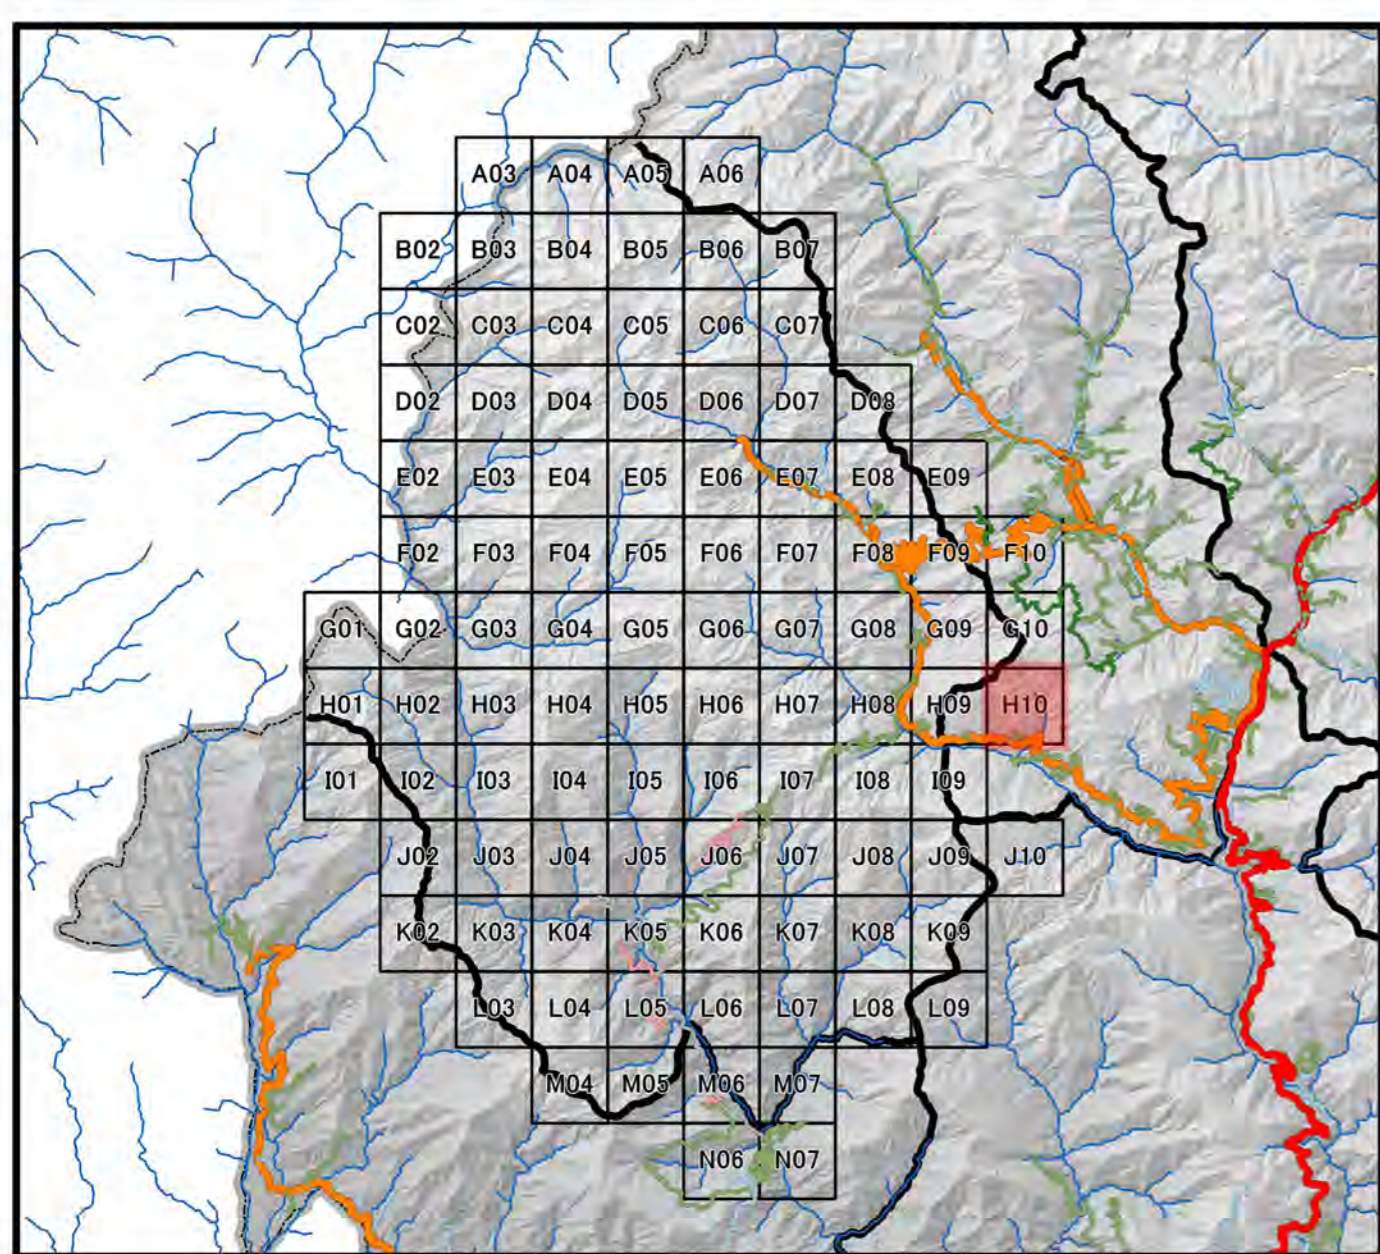 A03 A04 A05 A06
B02 B03 B04 B05 B06 B07
C02 C03 C04 C05 C06 C07
D02 D03 D04 D05 D06 D07 D08
E02 E03 E04 E05 E06 E07 E08 E09
F02 F03 F04 F05 F06 F07 F08 F09 F10
G01 G02 G03 G04 G05 G06 G07 G08 G09 G10
H01 H02 H03 H04 H05 H06 H07 H08 H09 H10
I01 I02 I03 I04 I05 I06 I07 I08 I09
J02 J03 J04 J05 J06 J07 J08 J09 J10
K02 K03 K04 K05 K06 K07 K08 K09
L03 L04 L05 L06 L07 L08 L09
M04 M05 M06 M07
N06 N07